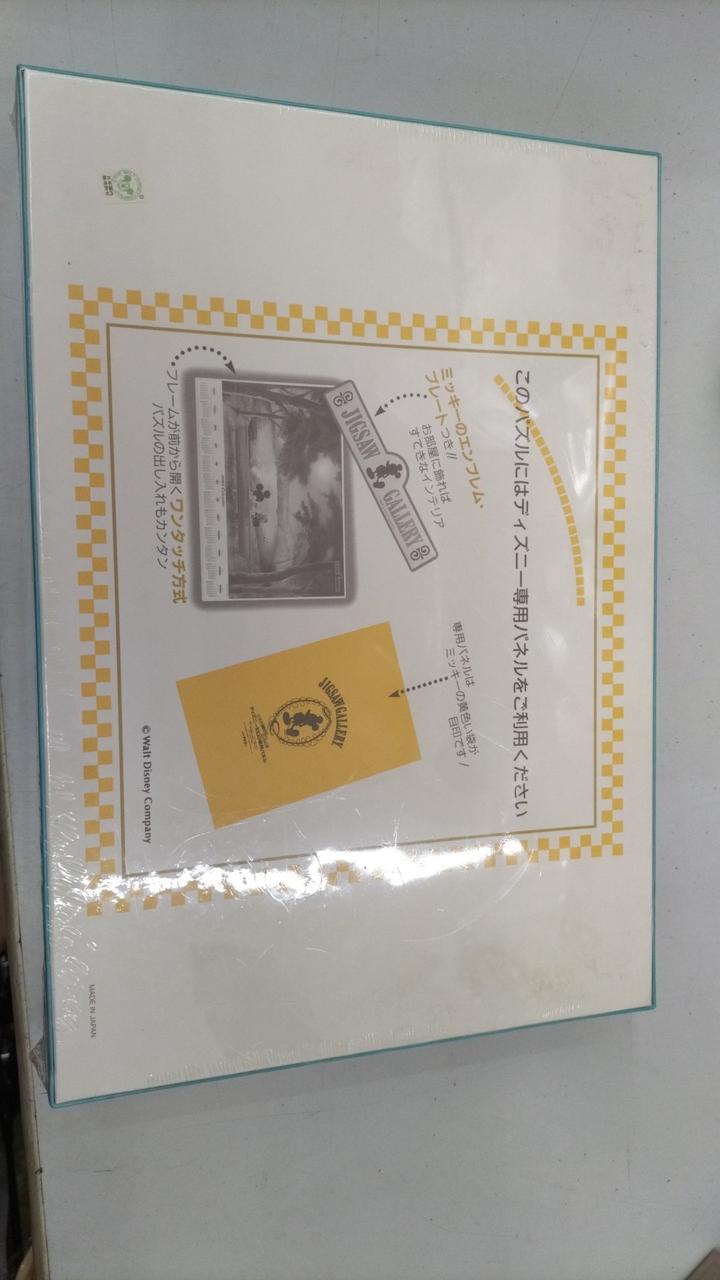 このパズルにはディズニー専用パネルをご利用ください
ミッキーのエンブレム・
プレートつき!!
お部屋に飾れば
すてきなインテリア
JIGSAW GALLERY
フレームが前から開くワンタッチ方式
パズルの出し入れもカンタン
専用パネルは
ミッキーの黄色い袋が
目印です!
JIGSAW GALLERY
© Walt Disney Company
MADE IN JAPAN